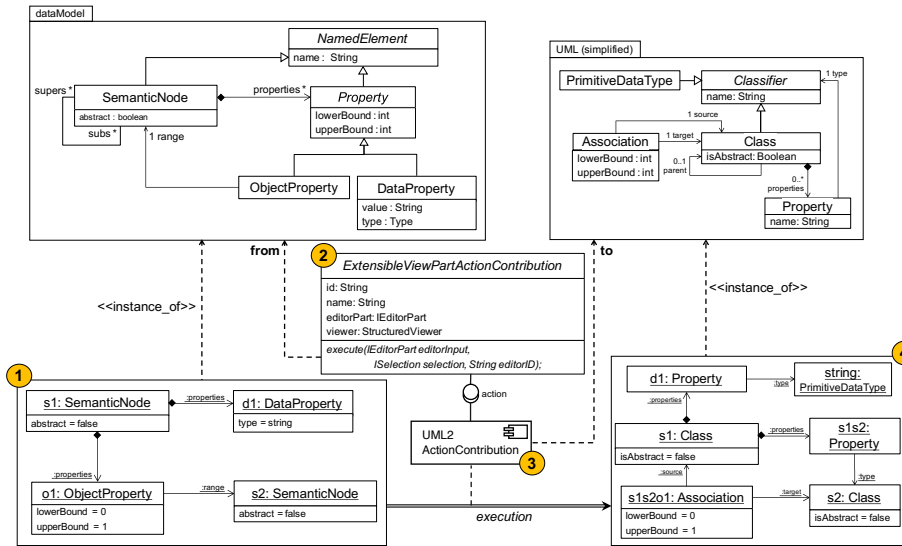 dataModel
NamedElement
name : String
SemanticNode
abstract : boolean
supers *
subs *
properties *
1 range
Property
lowerBound : int
upperBound : int
ObjectProperty
DataProperty
value : String
type : Type
UML (simplified)
PrimitiveDataType
Classifier
name: String
1 type
1 source
Association
lowerBound : int
upperBound : int
1 target
Class
isAbstract: Boolean
0..1
parent
0..*
properties
Property
name: String
from
to
<<instance_of>>
<<instance_of>>
2
ExtensibleViewPartActionContribution
id: String
name: String
editorPart: IEditorPart
viewer: StructuredViewer
execute(IEditorPart editorInput,
ISelection selection, String editorID);
action
UML2
ActionContribution
3
execution
1
s1: SemanticNode
abstract = false
:properties
d1: DataProperty
type = string
:properties
o1: ObjectProperty
lowerBound = 0
upperBound = 1
:range
s2: SemanticNode
abstract = false
4
d1: Property
:type
string:
PrimitiveDataType
:properties
s1: Class
isAbstract = false
:properties
s1s2:
Property
:source
:type
s1s2o1: Association
lowerBound = 0
upperBound = 1
:target
s2: Class
isAbstract = false